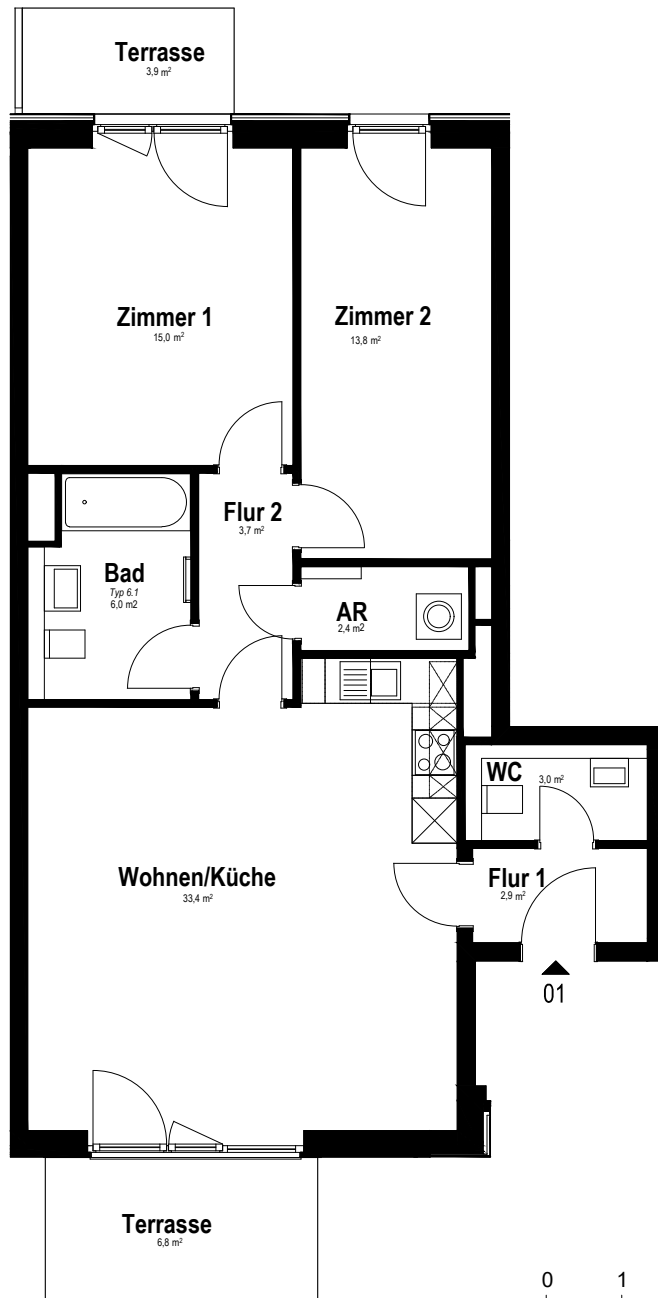 Terrasse
3,9 m²
Zimmer 1
15,0 m²
Zimmer 2
13,8 m²
Flur 2
3,7 m²
Bad
Typ 6.1
6,0 m2
AR
2,4 m²
WC
3,0 m²
Wohnen/Küche
33,4 m²
Flur 1
2,9 m²
01
Terrasse
6,8 m²
0 1